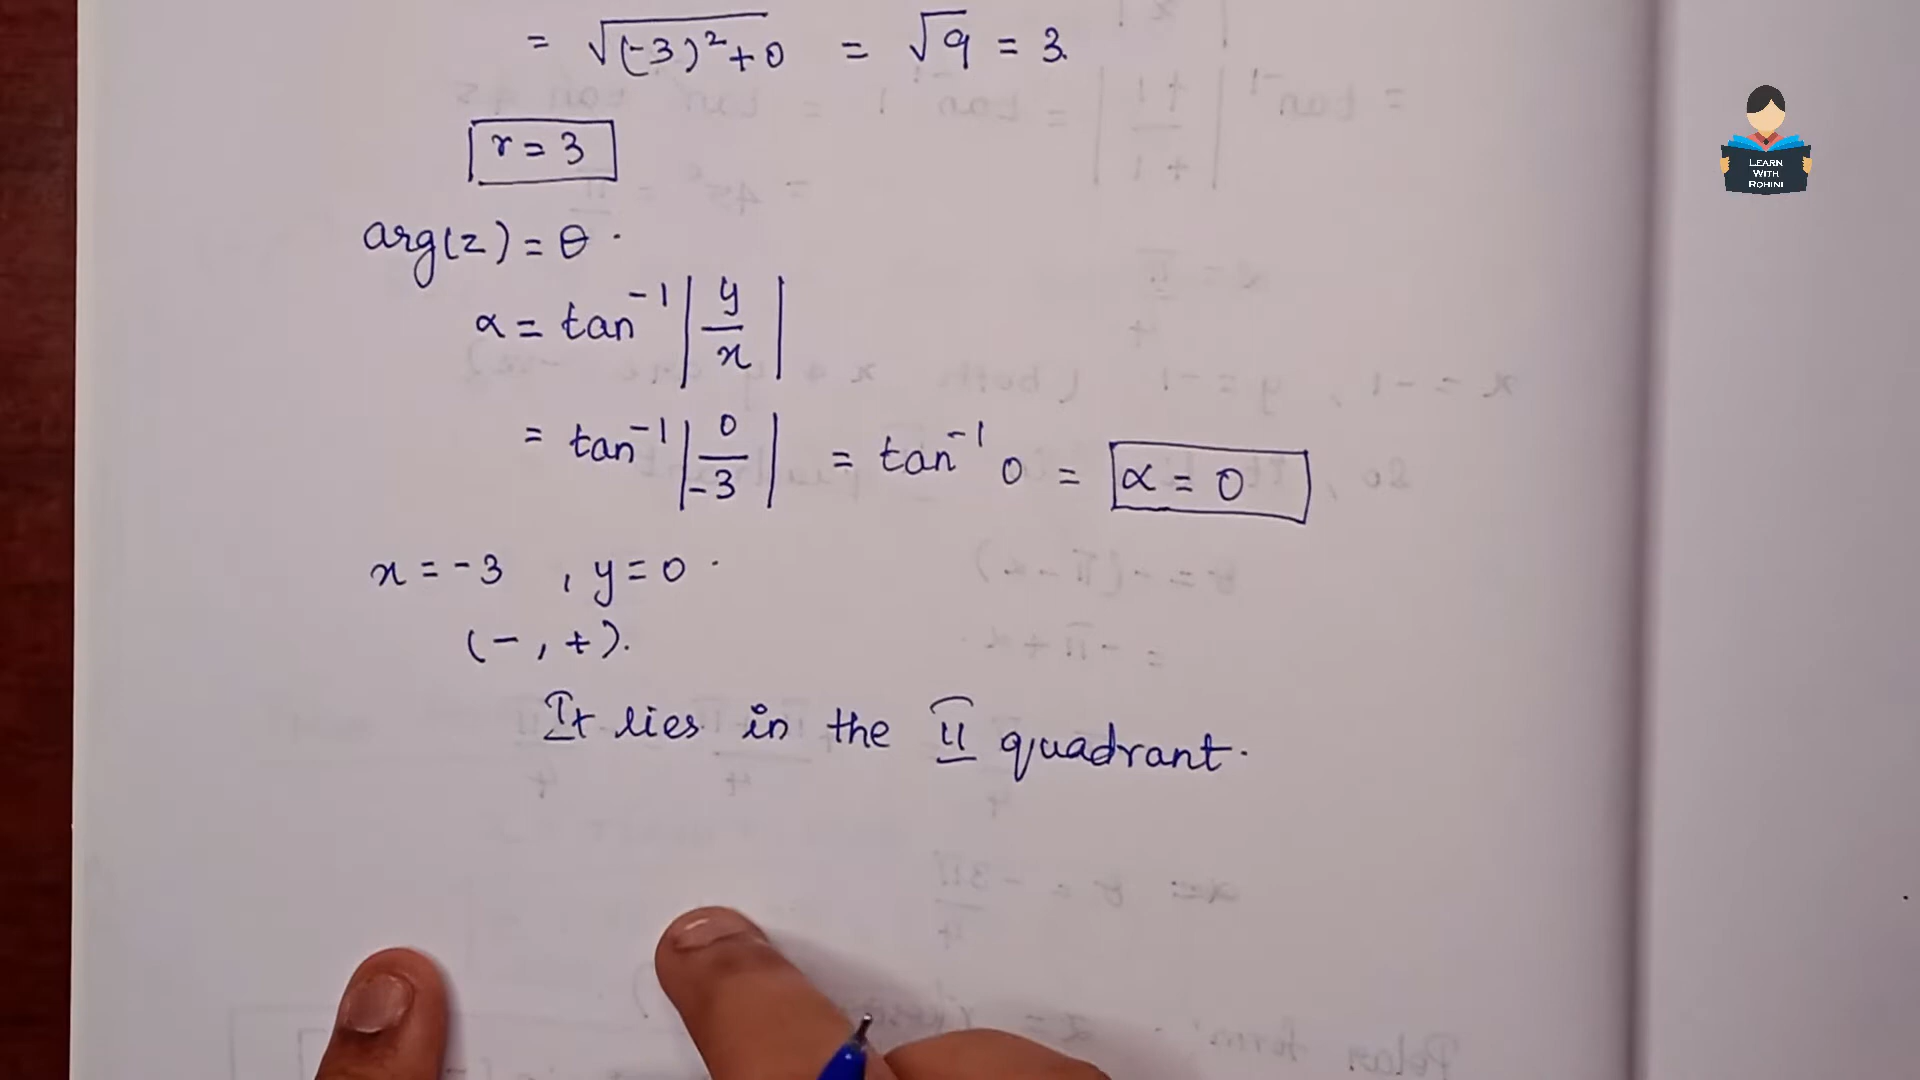 = √(-3)²+0 = √9 = 3.
r = 3
arg(z) = θ.
α = tan⁻¹ |y/x|
= tan⁻¹ |0/-3| = tan⁻¹ 0 = α = 0
x = -3 , y = 0.
(-, +).
It lies in the II quadrant.
LEARN
WITH
ROHINI